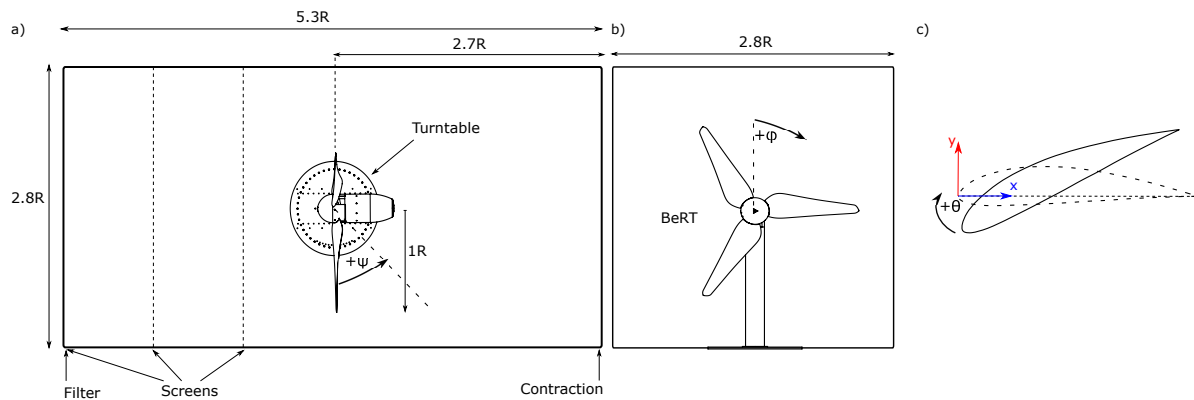 a)
5.3R
2.7R
2.8R
Turntable
1R
+ψ
Filter
Screens
Contraction
b)
2.8R
+φ
BeRT
c)
y
x
+θ